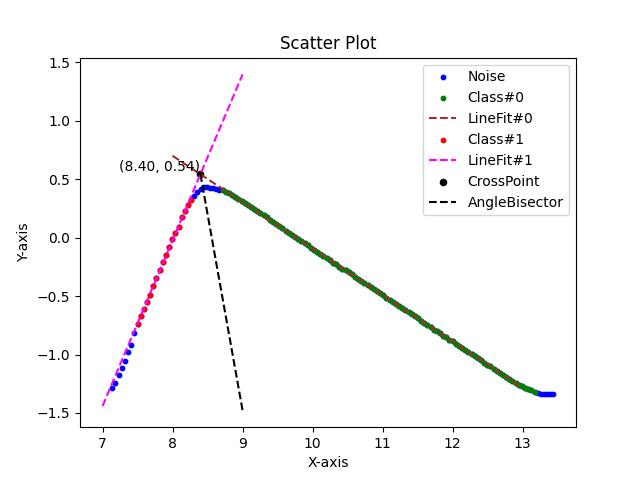 Scatter Plot
1.5
1.0
0.5
0.0
−0.5
−1.0
−1.5
Y-axis
7
8
9
10
11
12
13
X-axis
(8.40, 0.54)
Noise
Class#0
LineFit#0
Class#1
LineFit#1
CrossPoint
AngleBisector